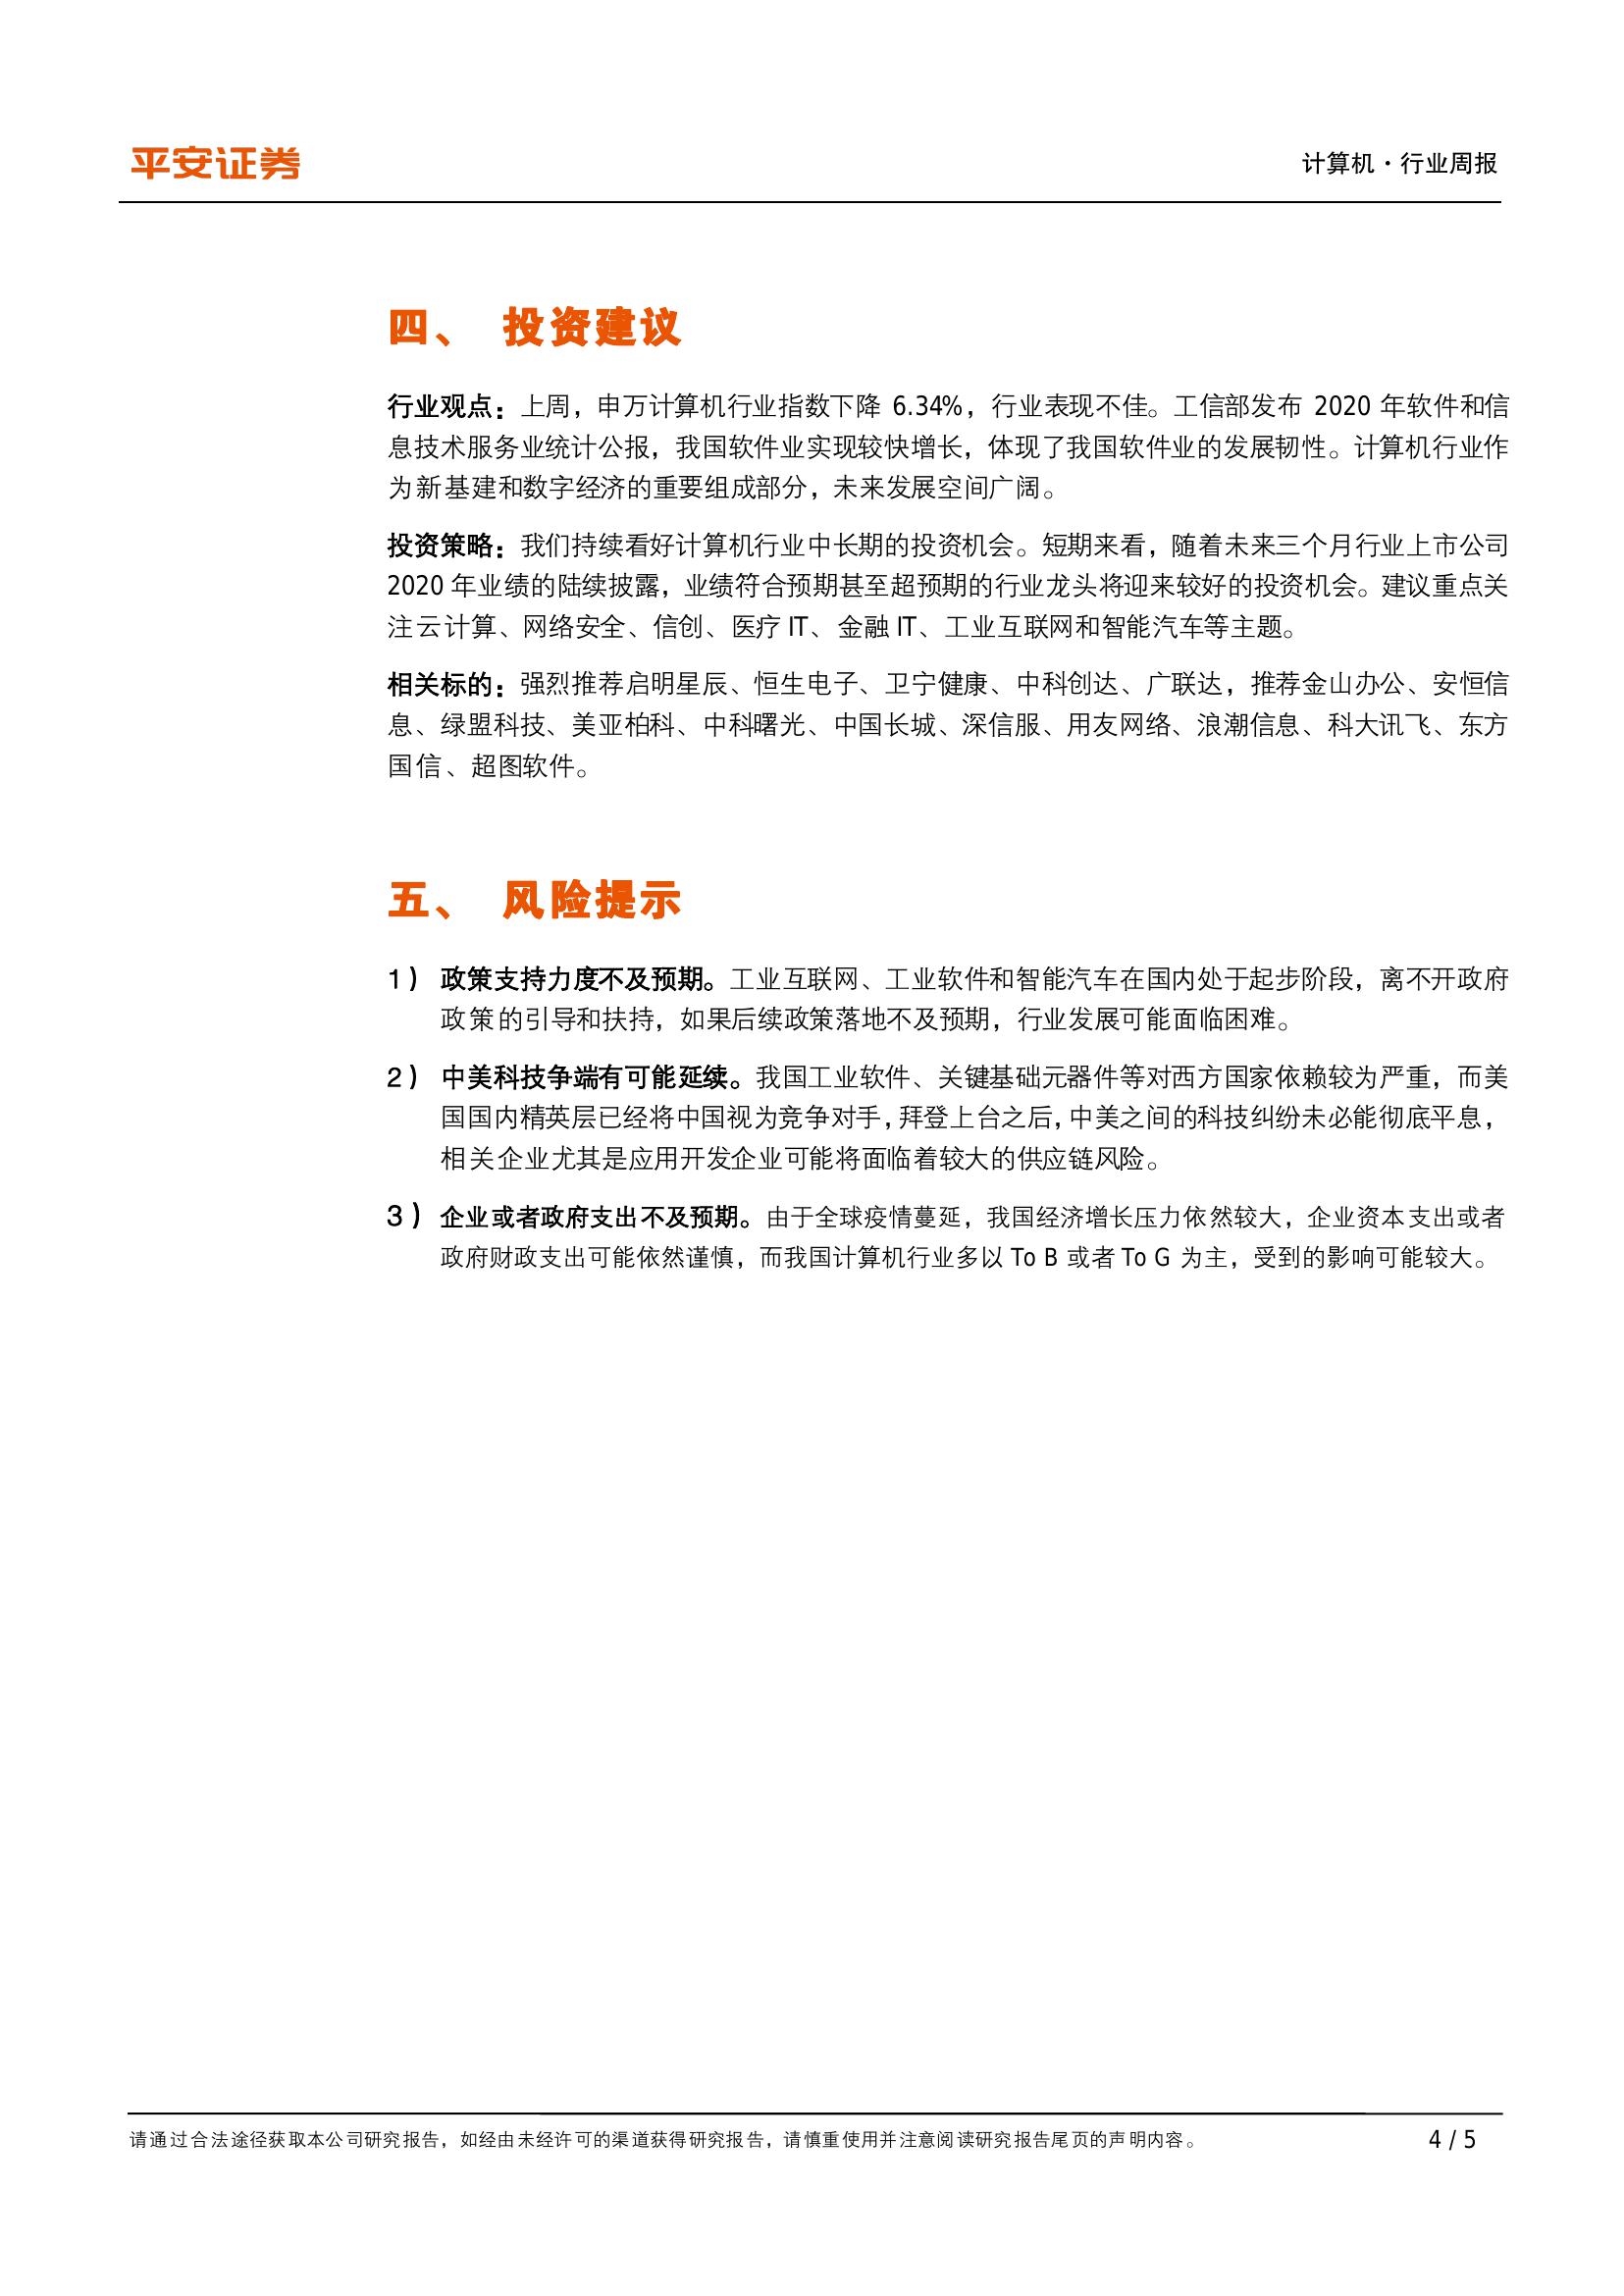 平安证券
计算机·行业周报
四、 投资建议
行业观点：上周，申万计算机行业指数下降 6.34%，行业表现不佳。工信部发布 2020 年软件和信
息技术服务业统计公报，我国软件业实现较快增长，体现了我国软件业的发展韧性。计算机行业作
为新基建和数字经济的重要组成部分，未来发展空间广阔。
投资策略：我们持续看好计算机行业中长期的投资机会。短期来看，随着未来三个月行业上市公司
2020 年业绩的陆续披露，业绩符合预期甚至超预期的行业龙头将迎来较好的投资机会。建议重点关
注云计算、网络安全、信创、医疗 IT、金融 IT、工业互联网和智能汽车等主题。
相关标的：强烈推荐启明星辰、恒生电子、卫宁健康、中科创达、广联达，推荐金山办公、安恒信
息、绿盟科技、美亚柏科、中科曙光、中国长城、深信服、用友网络、浪潮信息、科大讯飞、东方
国信、超图软件。
五、 风险提示
1） 政策支持力度不及预期。工业互联网、工业软件和智能汽车在国内处于起步阶段，离不开政府
政策的引导和扶持，如果后续政策落地不及预期，行业发展可能面临困难。
2） 中美科技争端有可能延续。我国工业软件、关键基础元器件等对西方国家依赖较为严重，而美
国国内精英层已经将中国视为竞争对手，拜登上台之后，中美之间的科技纠纷未必能彻底平息，
相关企业尤其是应用开发企业可能将面临着较大的供应链风险。
3） 企业或者政府支出不及预期。由于全球疫情蔓延，我国经济增长压力依然较大，企业资本支出或者
政府财政支出可能依然谨慎，而我国计算机行业多以 To B 或者 To G 为主，受到的影响可能较大。
请通过合法途径获取本公司研究报告，如经由未经许可的渠道获得研究报告，请慎重使用并注意阅读研究报告尾页的声明内容。
4 / 5